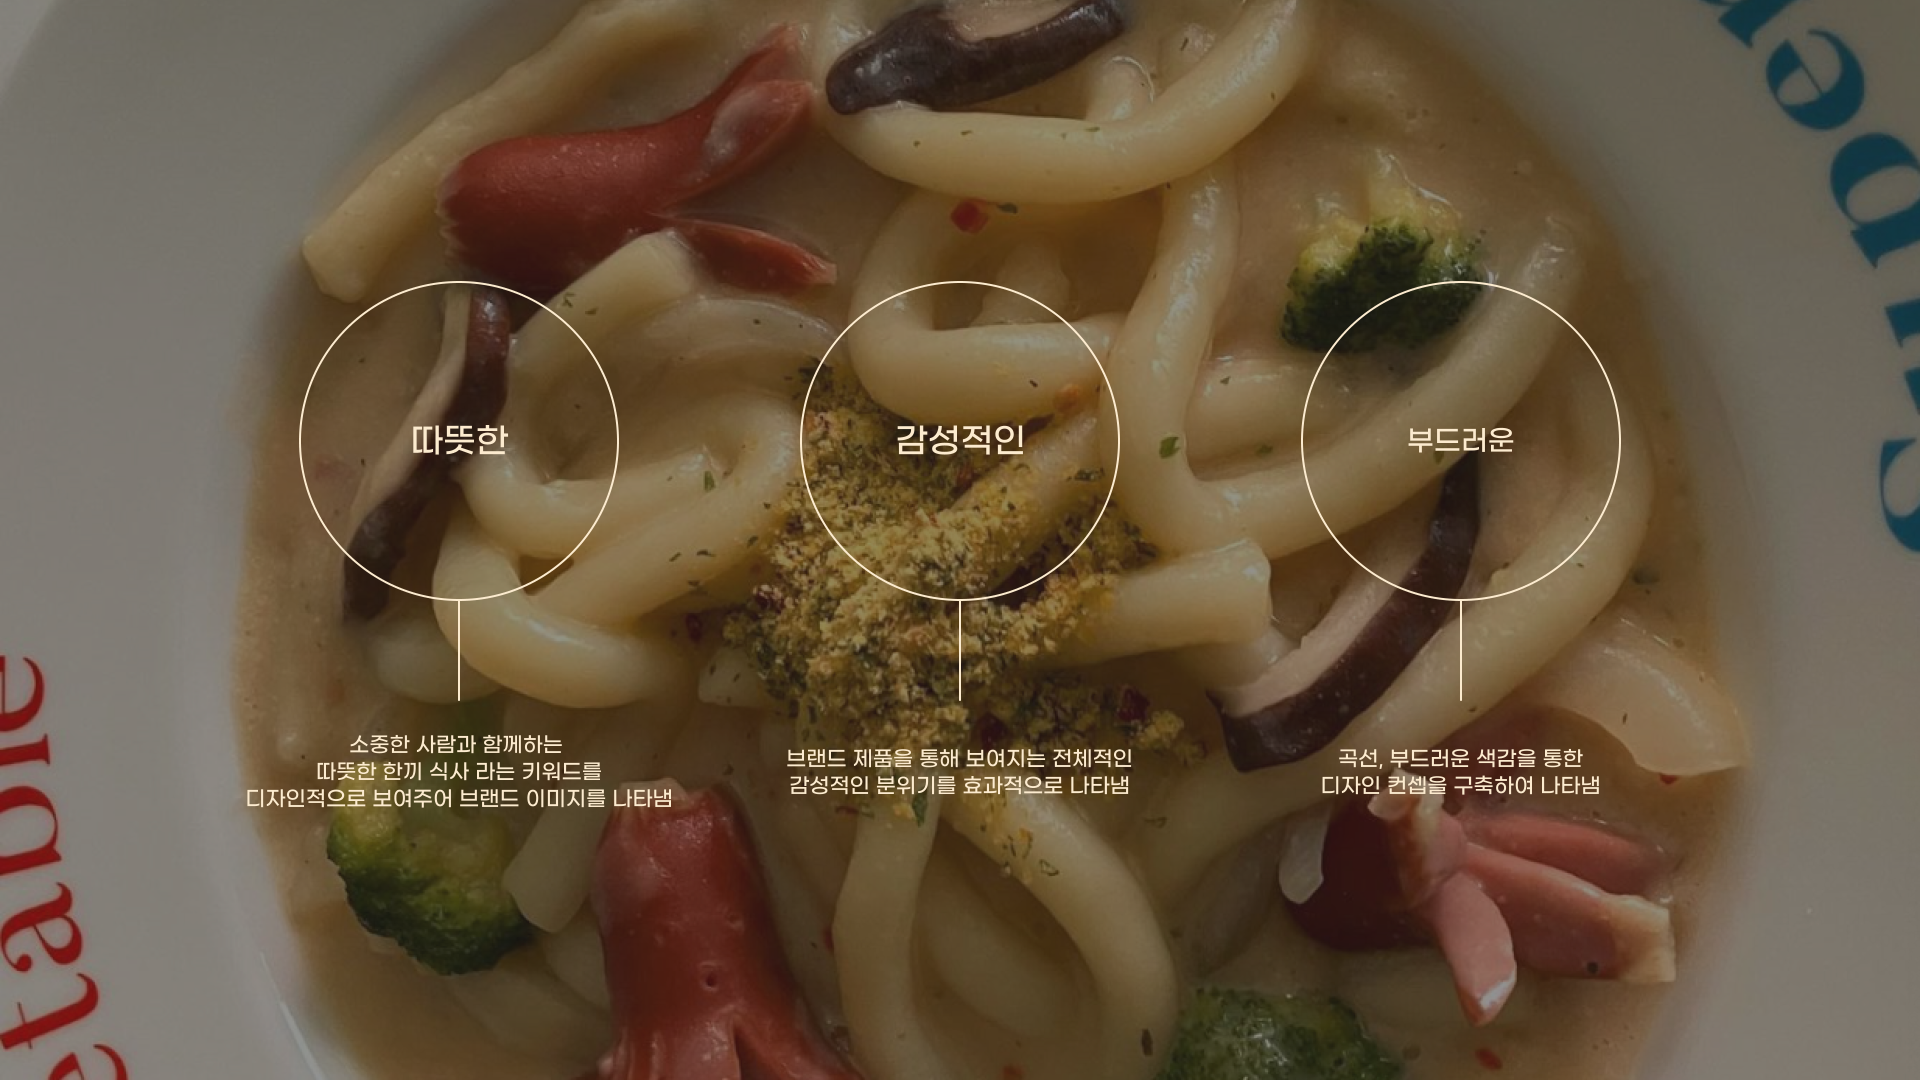 따뜻한
감성적인
부드러운
소중한 사람과 함께하는
따뜻한 한끼 식사 라는 키워드를
디자인적으로 보여주어 브랜드 이미지를 나타냄
브랜드 제품을 통해 보여지는 전체적인
감성적인 분위기를 효과적으로 나타냄
곡선, 부드러운 색감을 통한
디자인 컨셉을 구축하여 나타냄